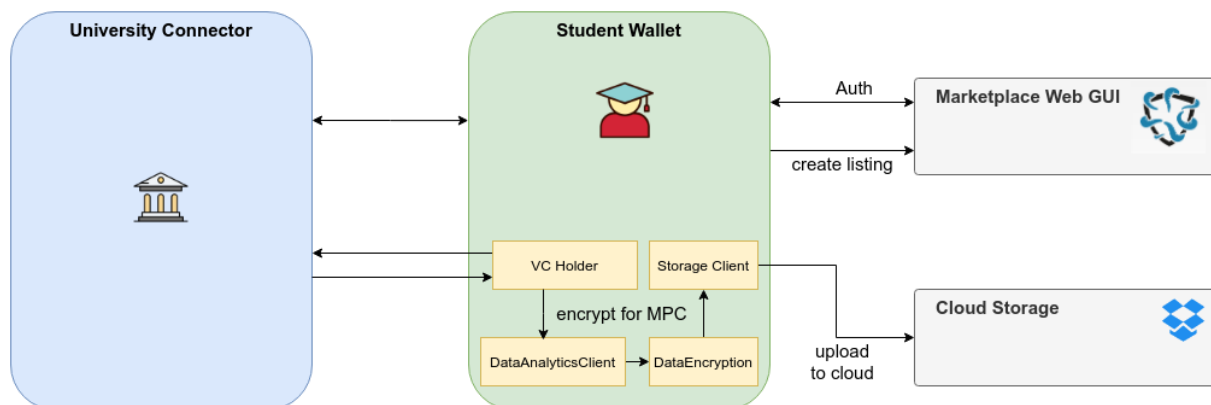 University Connector
Student Wallet
Auth
Marketplace Web GUI
create listing
VC Holder
Storage Client
encrypt for MPC
Cloud Storage
DataAnalyticsClient
DataEncryption
upload
to cloud